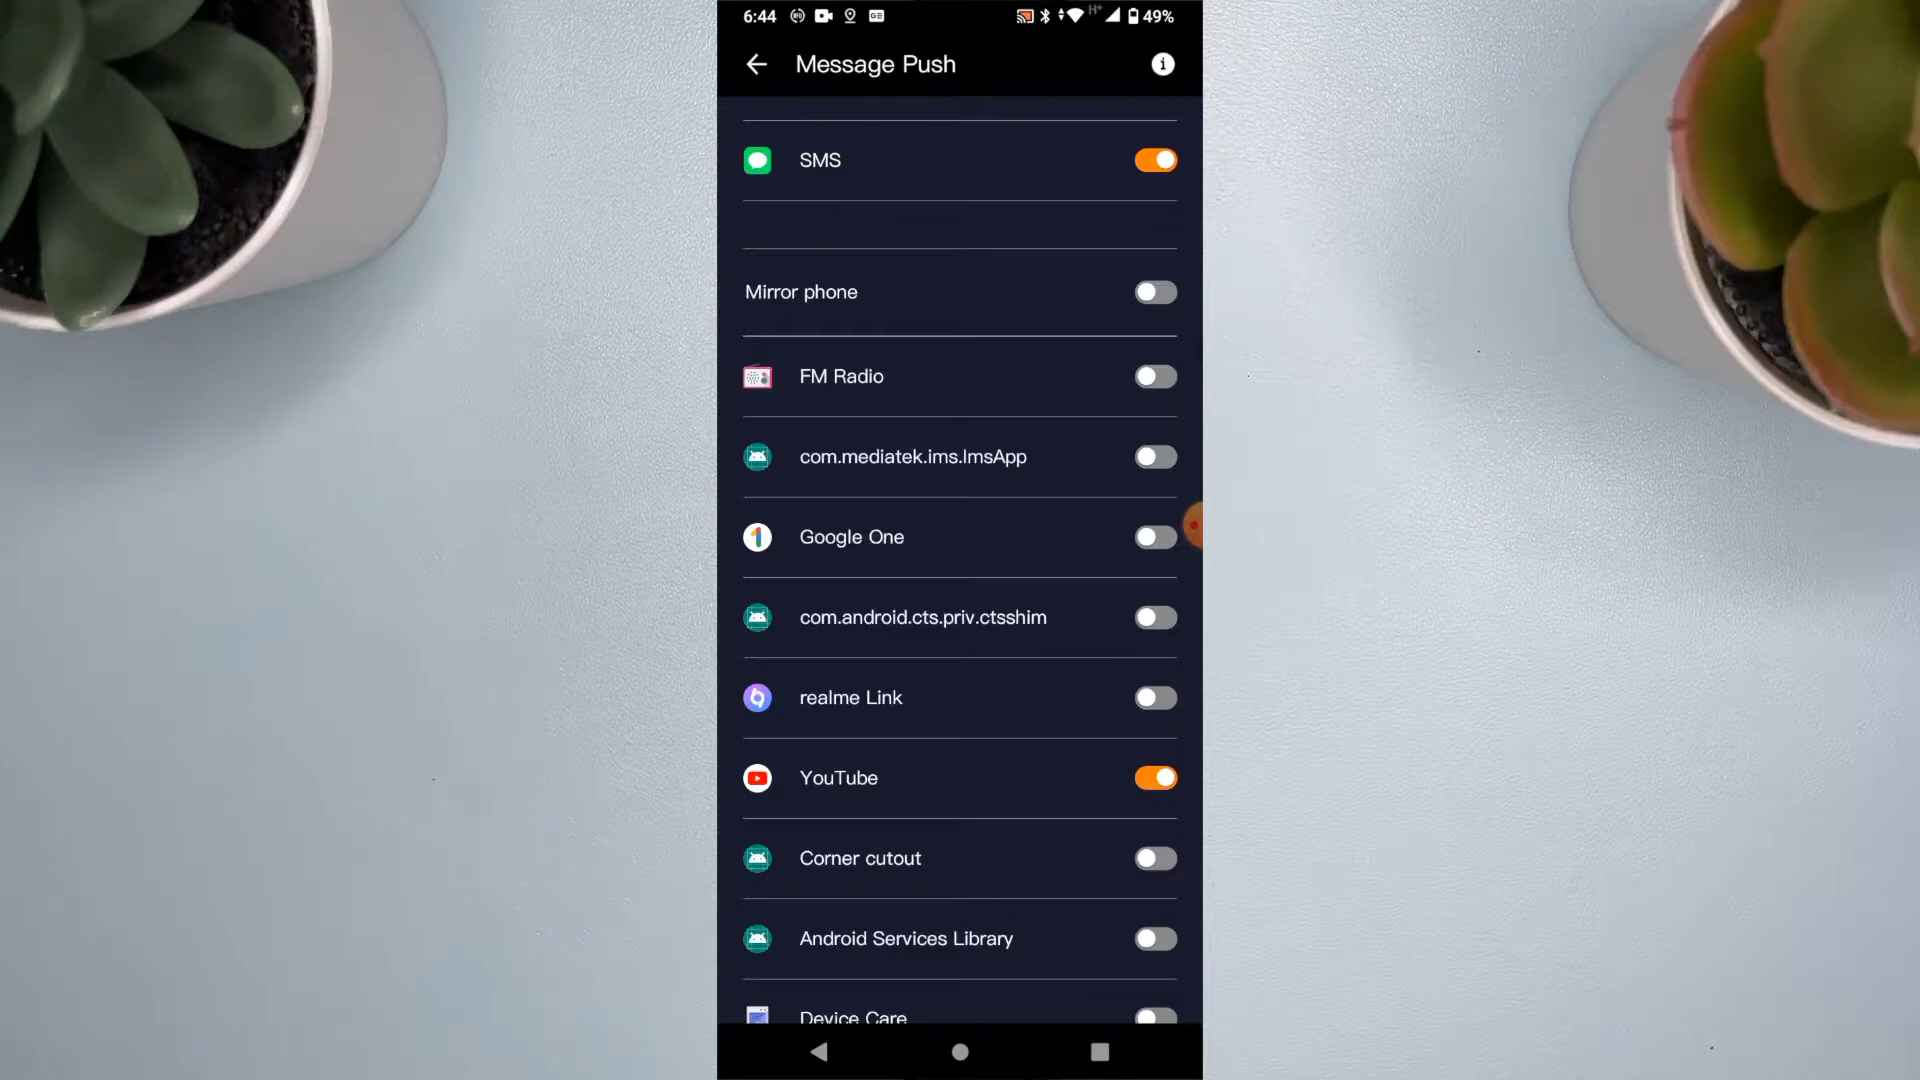 6:44 H+ 49%
Message Push
SMS
Mirror phone
FM Radio
com.mediatek.ims.ImsApp
Google One
com.android.cts.priv.ctsshim
realme Link
YouTube
Corner cutout
Android Services Library
Device Care